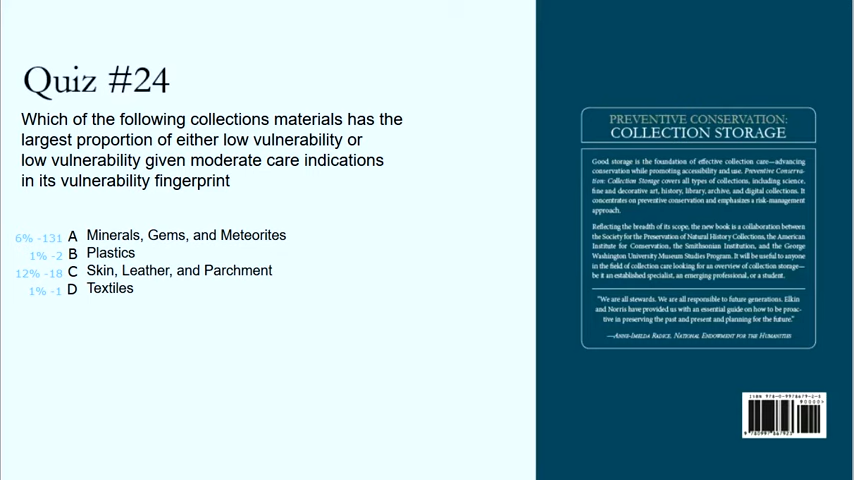 Quiz #24
Which of the following collections materials has the
largest proportion of either low vulnerability or
low vulnerability given moderate care indications
in its vulnerability fingerprint
6% -131 A Minerals, Gems, and Meteorites
1% -2 B Plastics
12% -18 C Skin, Leather, and Parchment
1% -1 D Textiles
PREVENTIVE CONSERVATION:
COLLECTION STORAGE
Good storage is the foundation of effective collection care—advancing
conservation while promoting accessibility and use. Preventive Conserva-
tion: Collection Storage covers all types of collections, including science,
fine and decorative art, history, library, archive, and digital collections. It
concentrates on preventive conservation and emphasizes a risk-management
approach.
Reflecting the breadth of its scope, the new book is a collaboration between
the Society for the Preservation of Natural History Collections, the American
Institute for Conservation, the Smithsonian Institution, and the George
Washington University Museum Studies Program. It will be useful to anyone
in the field of collection care looking for an overview of collection storage—
be it an established specialist, an emerging professional, or a student.
“We are all stewards. We are all responsible to future generations. Elkin
and Norris have provided us with an essential guide on how to be proac-
tive in preserving the past and present and planning for the future.”
—Anne-Imelda Radice, National Endowment for the Humanities
90000>